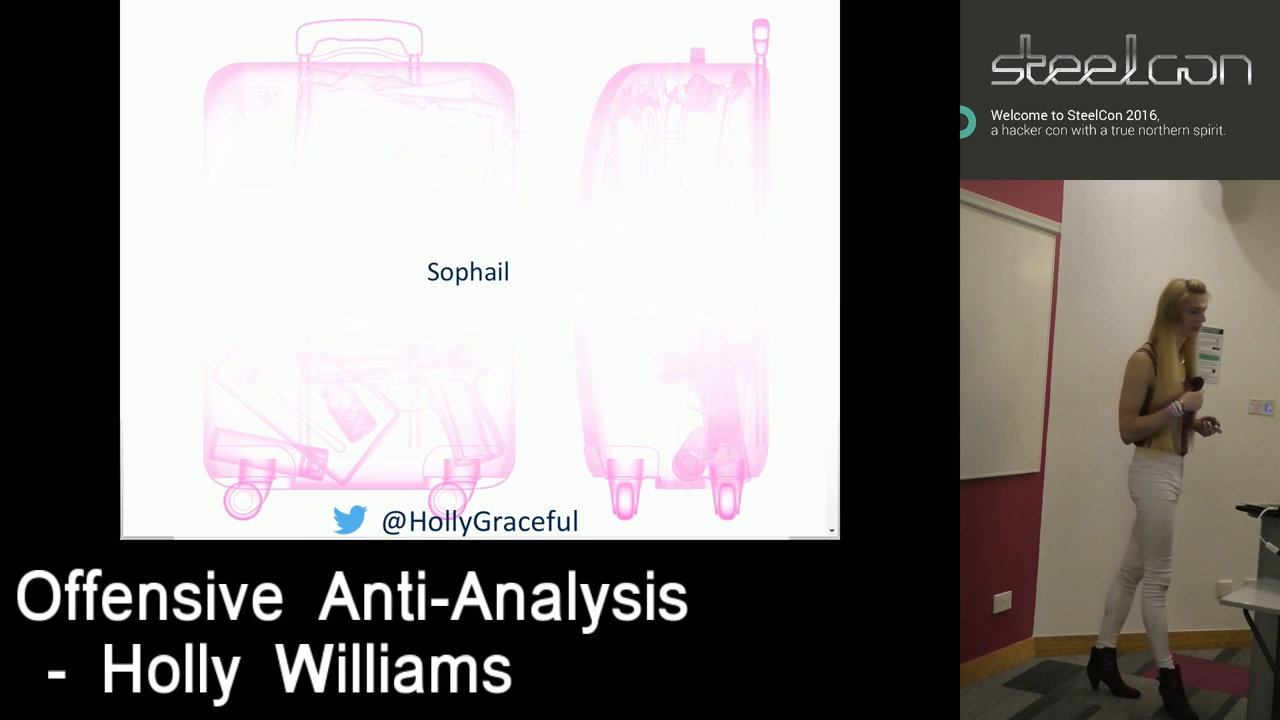 Sophail
@HollyGraceful
Offensive Anti-Analysis
- Holly Williams
steelcon
Welcome to SteelCon 2016,
a hacker con with a true northern spirit.